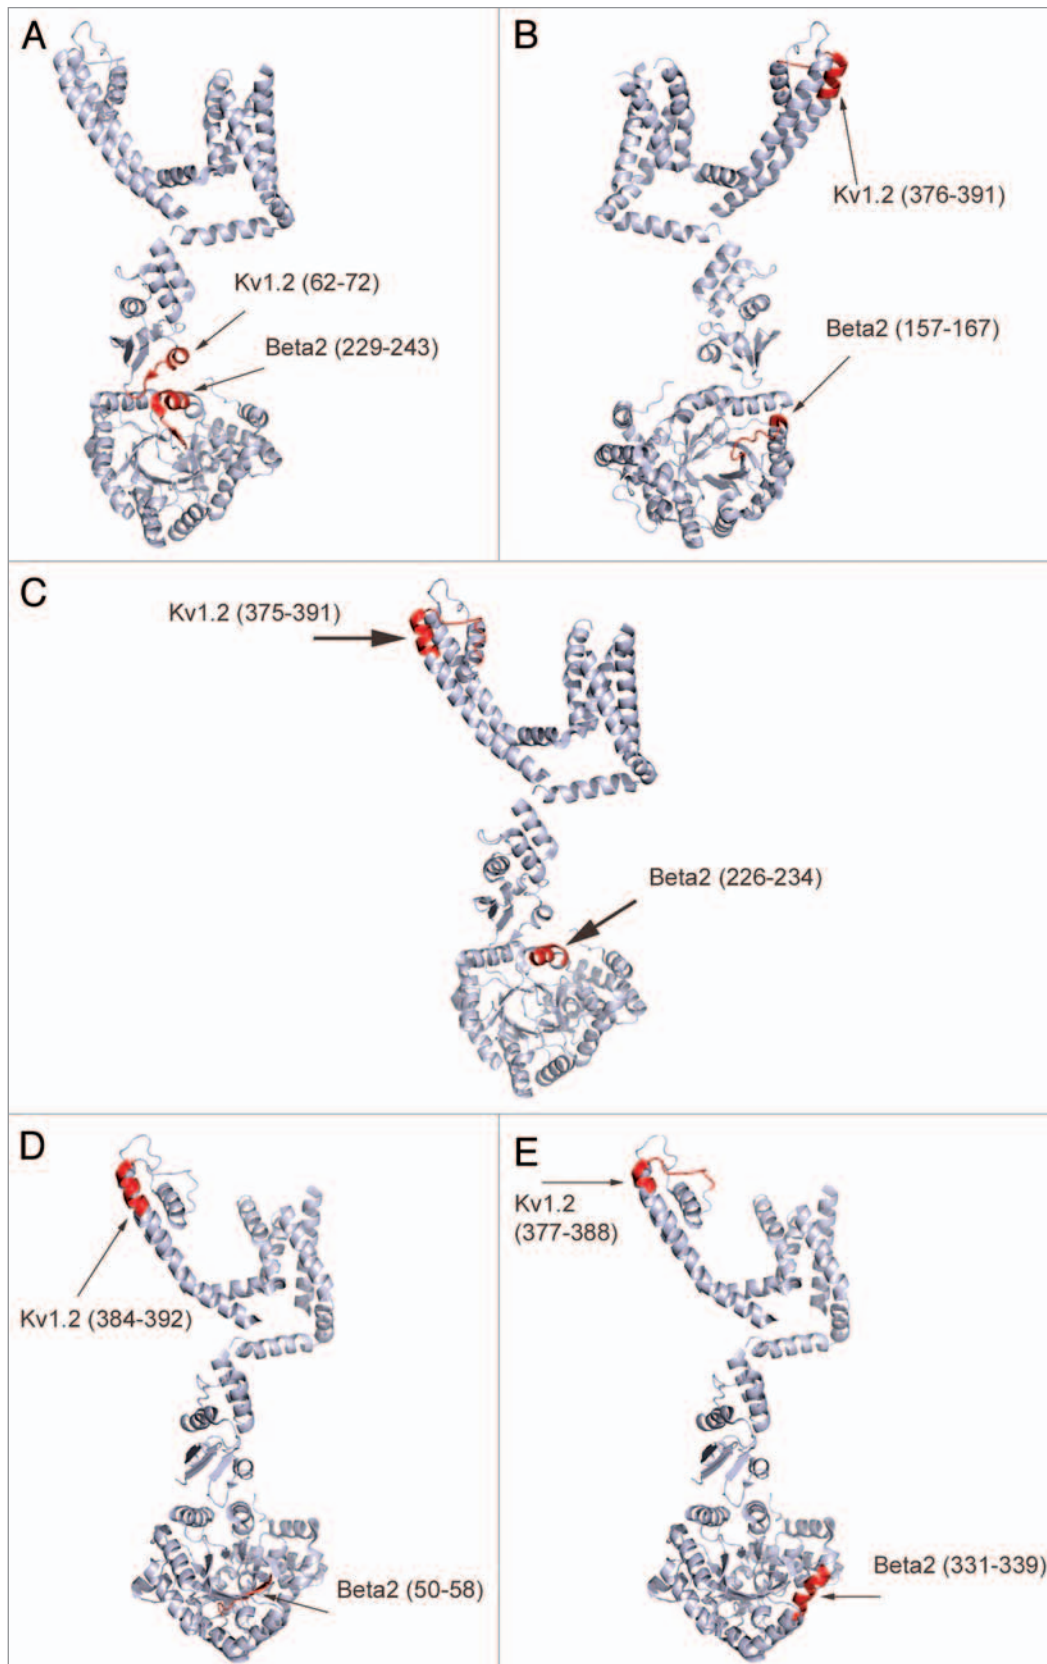 A
Kv1.2 (62-72)
Beta2 (229-243)
B
Kv1.2 (376-391)
Beta2 (157-167)
C
Kv1.2 (375-391)
Beta2 (226-234)
D
Kv1.2 (384-392)
Beta2 (50-58)
E
Kv1.2
(377-388)
Beta2 (331-339)